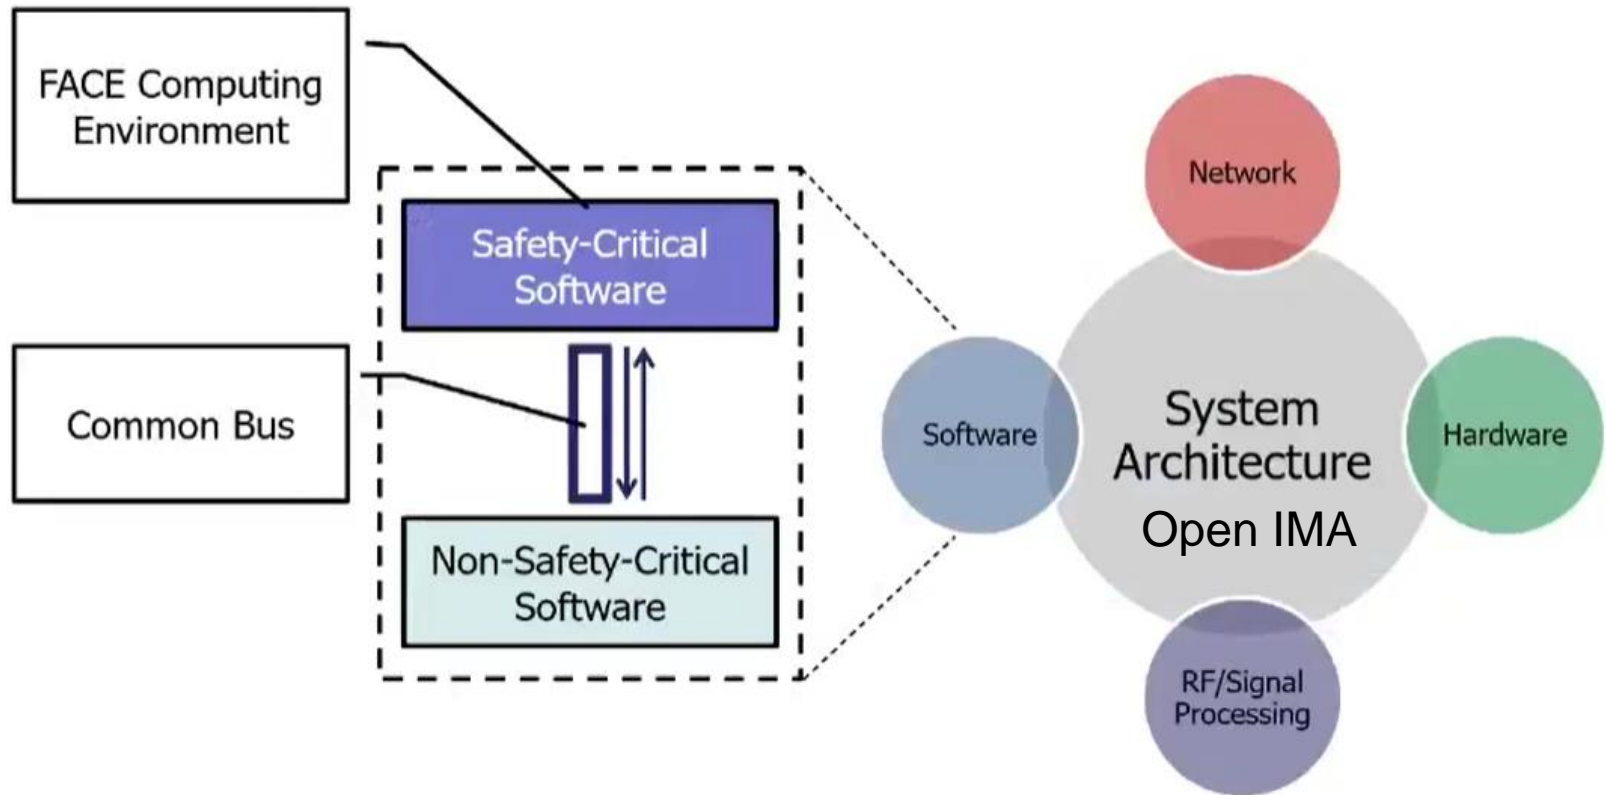 FACE Computing
Environment
Safety-Critical
Software
Common Bus
Non-Safety-Critical
Software
Network
Software
System
Architecture
Open IMA
Hardware
RF/Signal
Processing